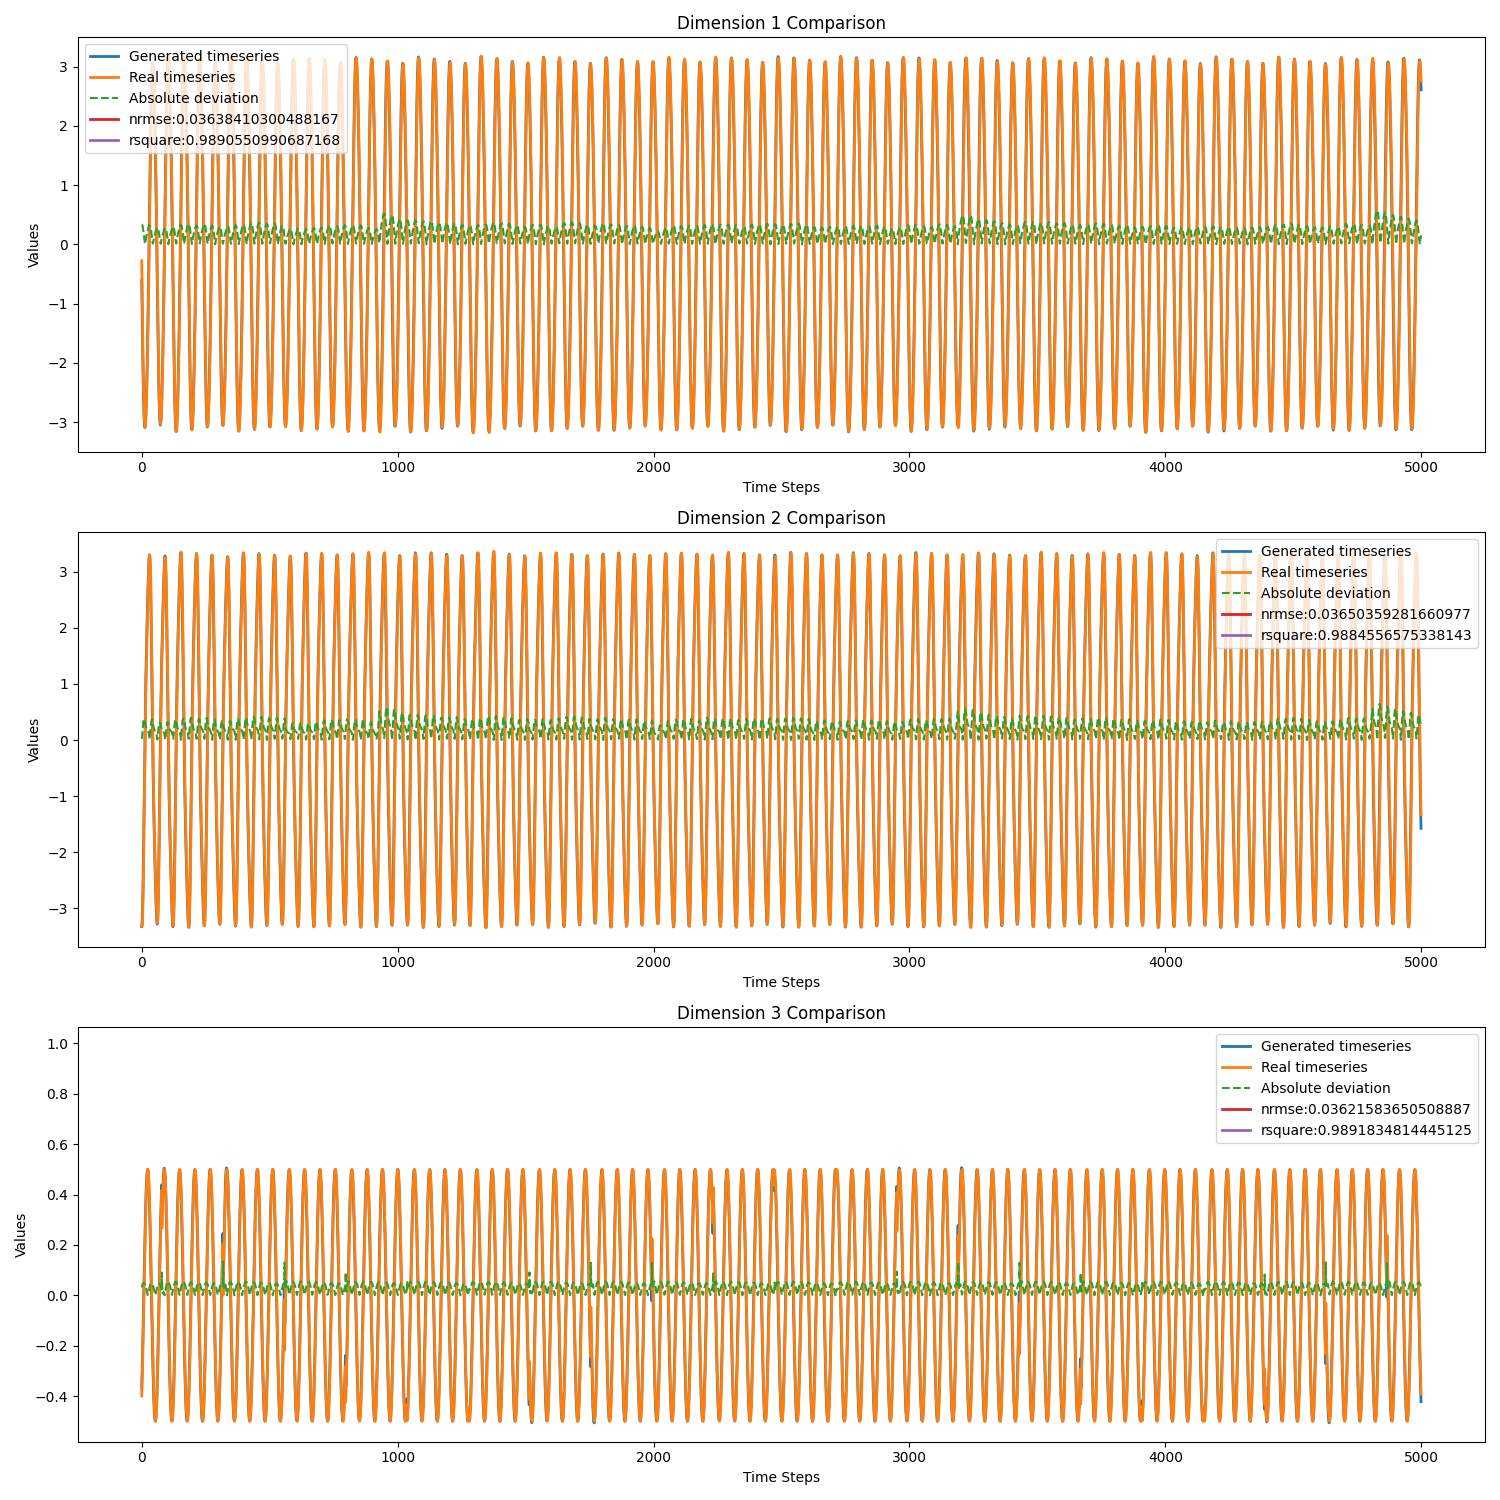 Dimension 1 Comparison
Generated timeseries
Real timeseries
Absolute deviation
nrmse:0.03638410300488167
rsquare:0.9890550990687168
Values
3
2
1
0
−1
−2
−3
0 1000 2000 3000 4000 5000
Time Steps
Dimension 2 Comparison
Generated timeseries
Real timeseries
Absolute deviation
nrmse:0.03650359281660977
rsquare:0.9884556575338143
Values
3
2
1
0
−1
−2
−3
0 1000 2000 3000 4000 5000
Time Steps
Dimension 3 Comparison
Generated timeseries
Real timeseries
Absolute deviation
nrmse:0.03621583650508887
rsquare:0.9891834814445125
Values
1.0
0.8
0.6
0.4
0.2
0.0
−0.2
−0.4
0 1000 2000 3000 4000 5000
Time Steps